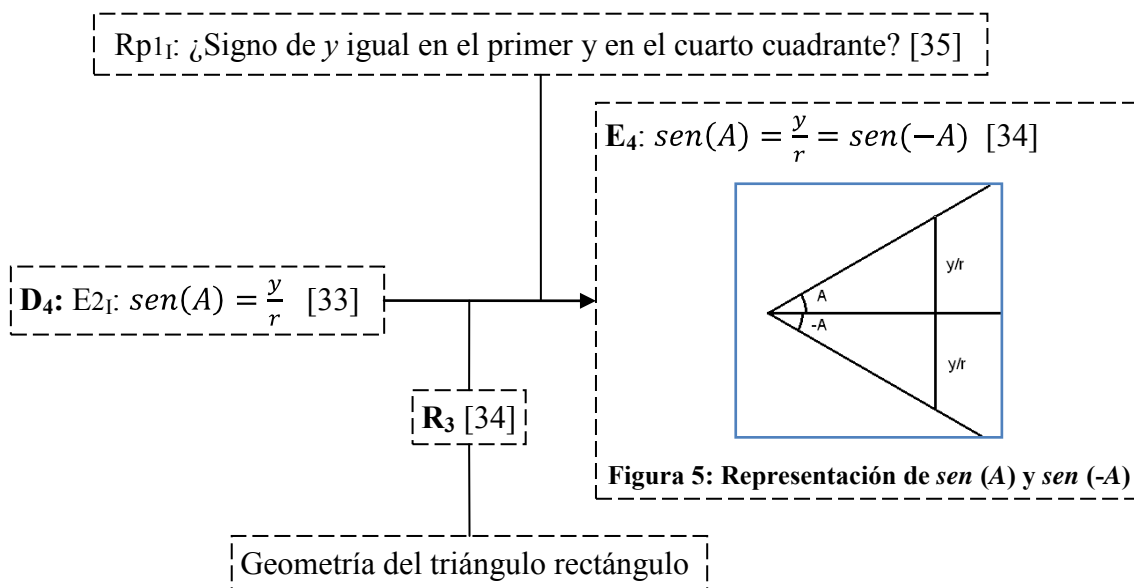 Rp1I: ¿Signo de y igual en el primer y en el cuarto cuadrante? [35]
E4: sen(A) = y/r = sen(−A) [34]
D4: E2I: sen(A) = y/r [33]
A
-A
y/r
y/r
R3 [34]
Figura 5: Representación de sen (A) y sen (-A)
Geometría del triángulo rectángulo